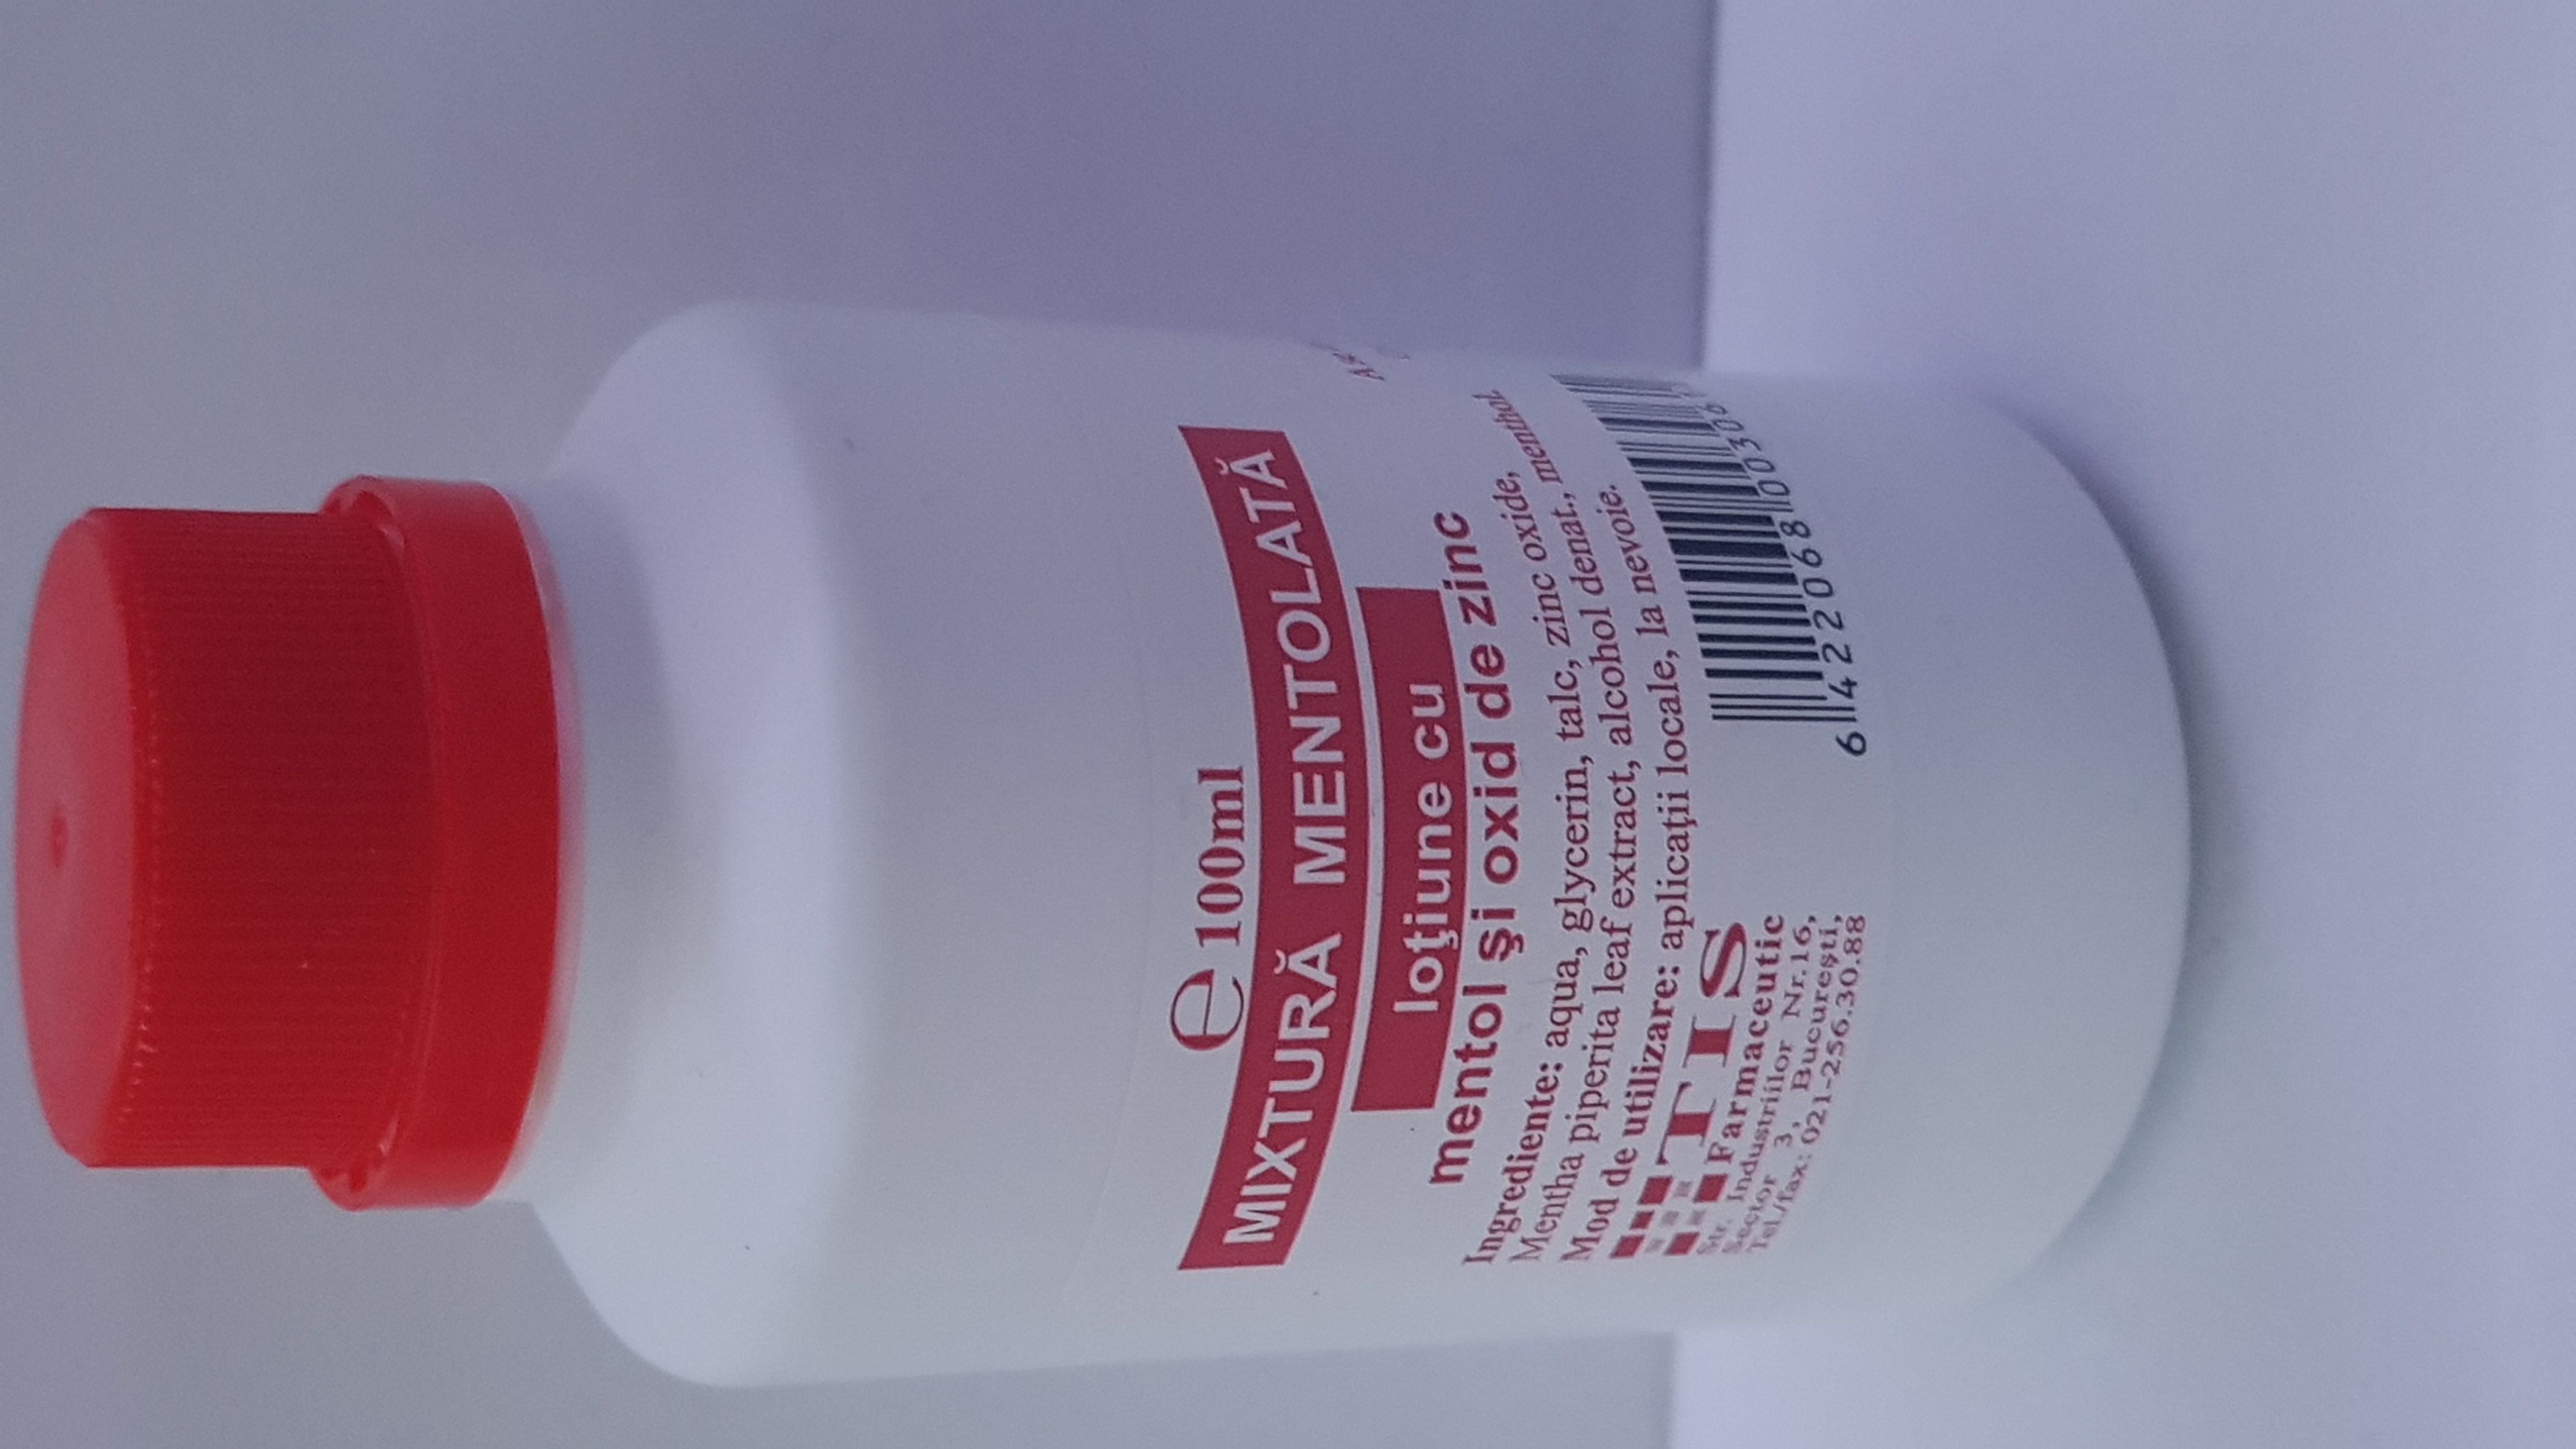 ℮ 100ml
MIXTURĂ MENTOLATĂ
loţiune cu
mentol şi oxid de zinc
Ingrediente: aqua, glycerin, talc, zinc oxide,
Mentha piperita leaf extract, alcohol denat., menthol.
Mod de utilizare: aplicaţii locale, la nevoie.
TIS
Farmaceutic
Str. Industriilor Nr.16,
Sector 3, Bucureşti,
Tel./fax: 021-256.30.88
6 422068 00306